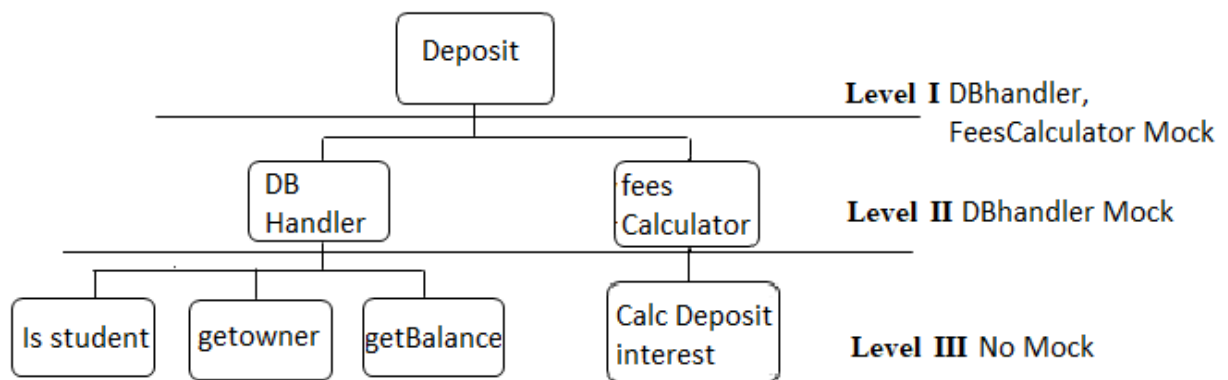 Deposit
Level I DBhandler,
FeesCalculator Mock
DB
Handler
fees
Calculator
Level II DBhandler Mock
Is student
getowner
getBalance
Calc Deposit
interest
Level III No Mock